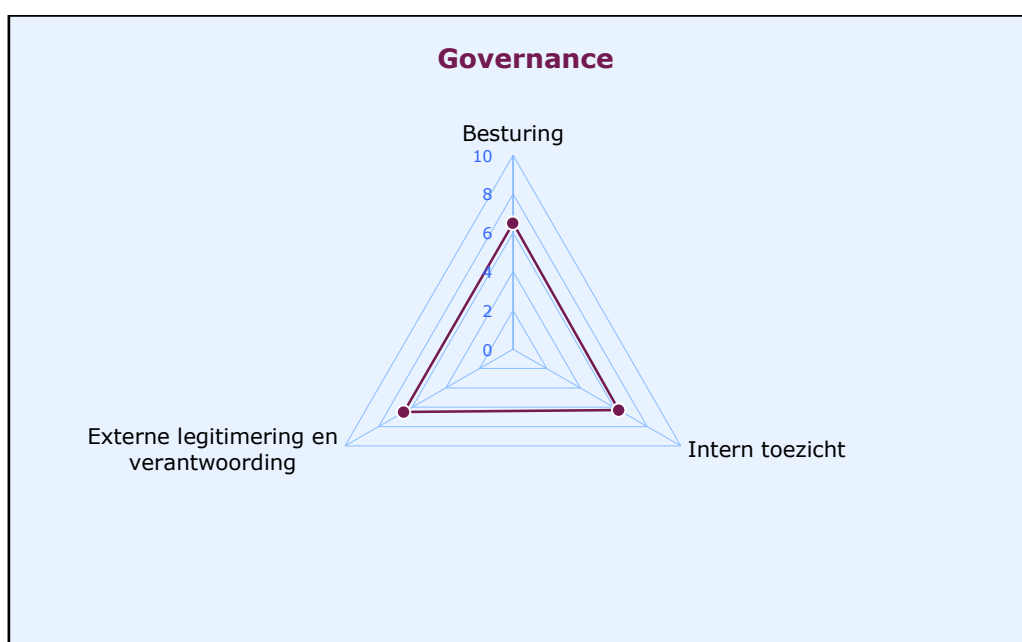 Governance
Besturing
10
8
6
4
2
0
Externe legitimering en
verantwoording
Intern toezicht